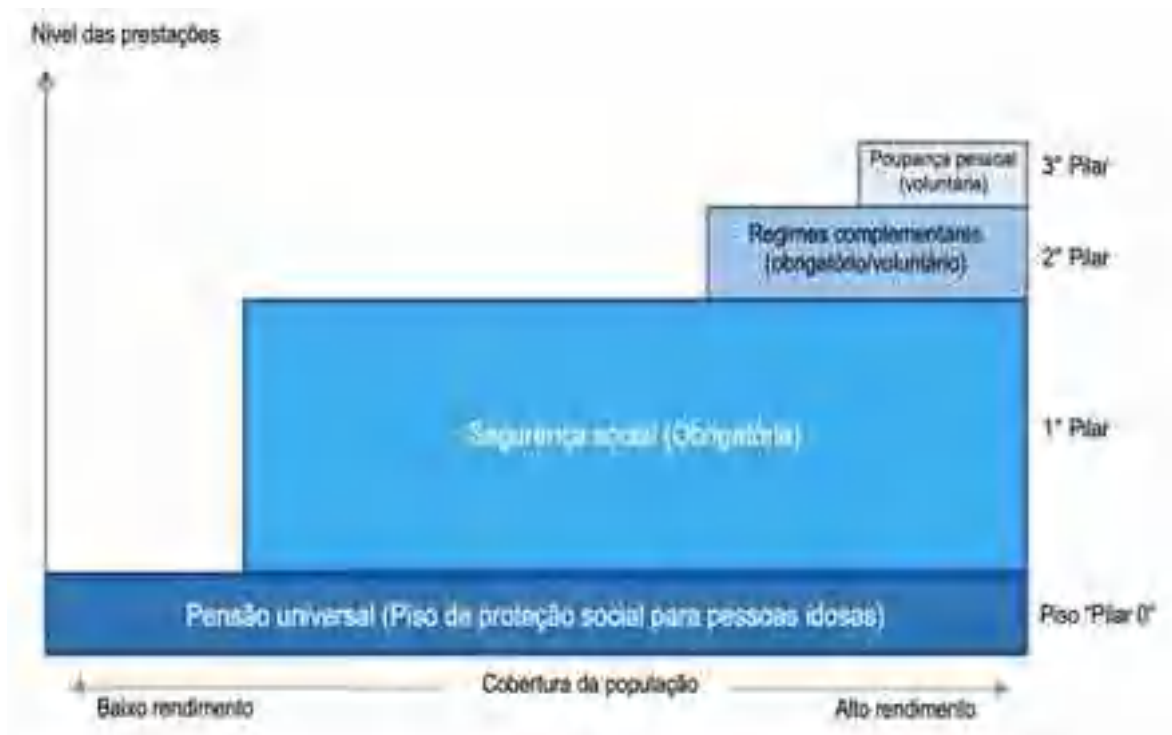 Nível das prestações
Poupança pessoal
(voluntária)
3° Pilar
Regimes complementares
(obrigatório/voluntário)
2° Pilar
Segurança social (Obrigatória)
1° Pilar
Pensão universal (Piso de proteção social para pessoas idosas)
Piso "Pilar 0"
Cobertura da população
Baixo rendimento
Alto rendimento